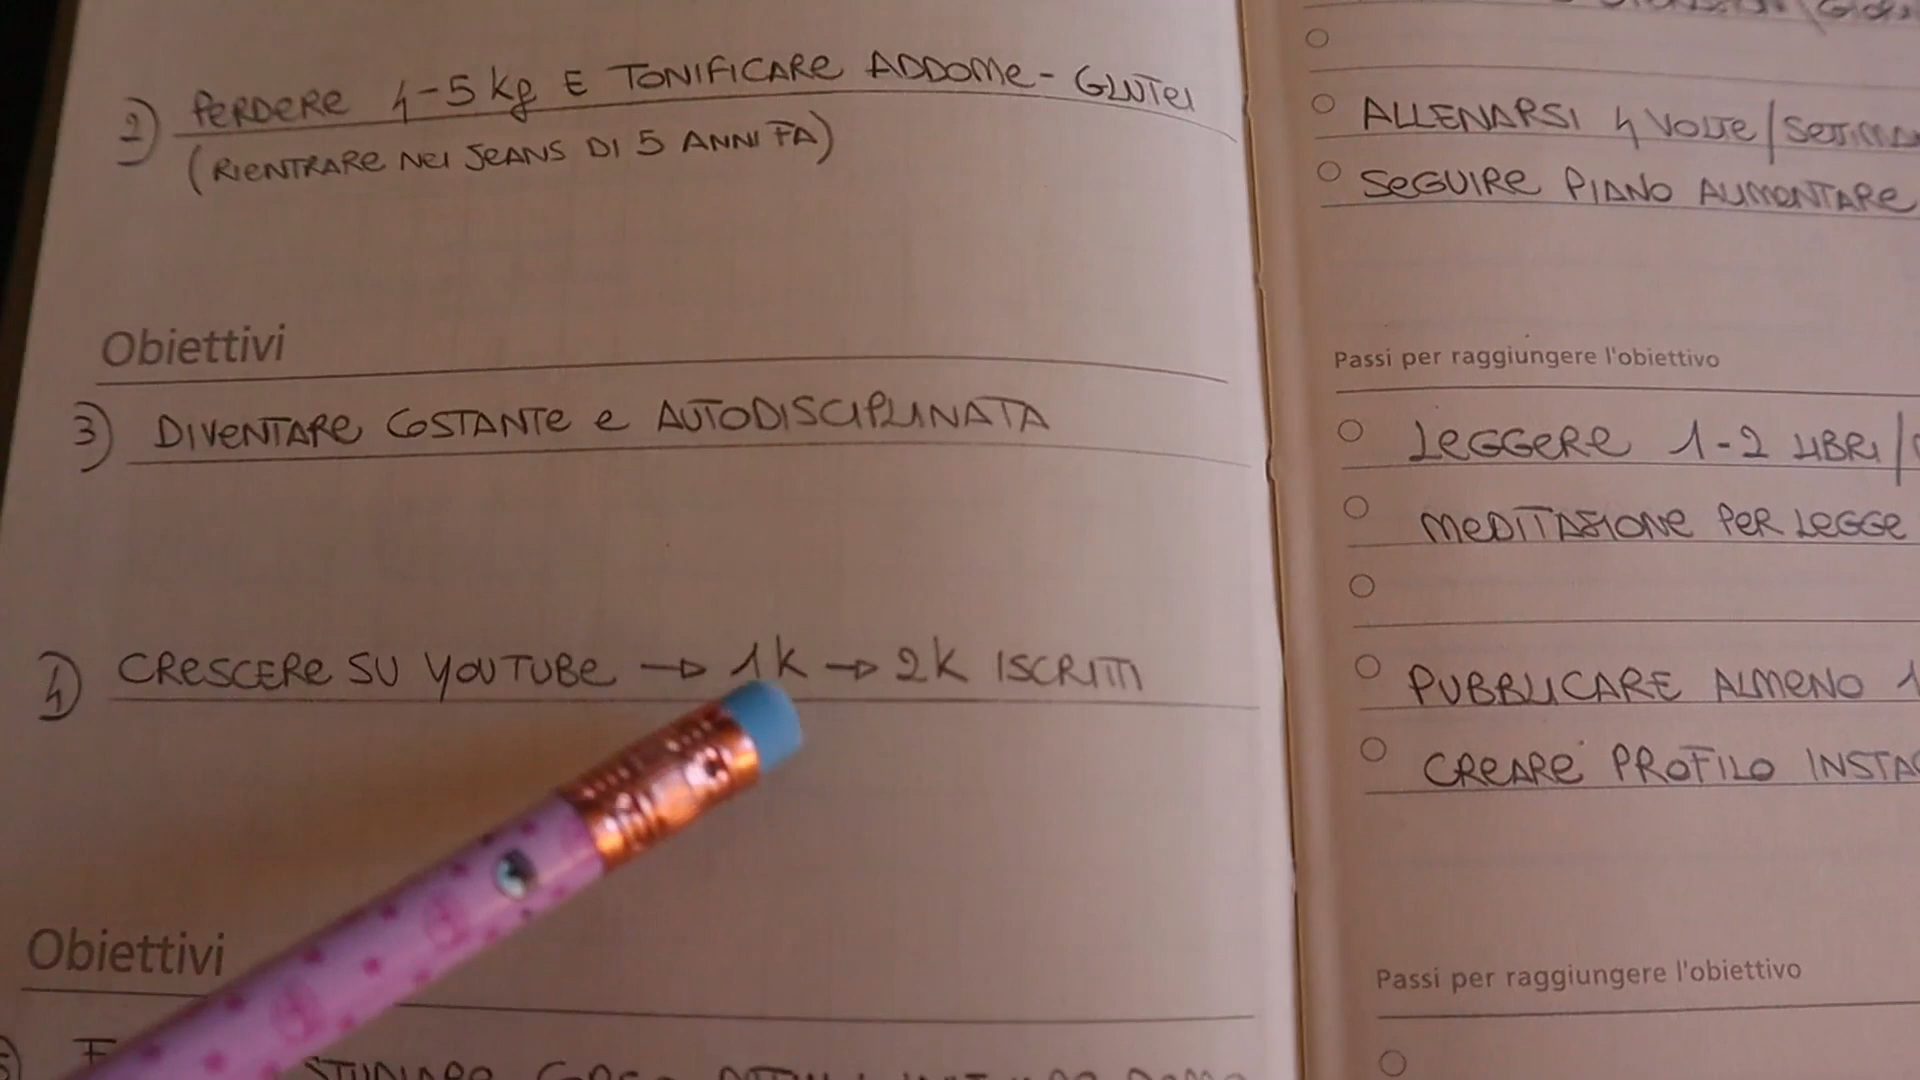 2) PERDERE 4-5 kg E TONIFICARE ADDOME - GLUTEI
(RIENTRARE NEI JEANS DI 5 ANNI FA)
ALLENARSI 4 VOLTE/
SEGUIRE PIANO ALIMENTARE
Obiettivi
3) DIVENTARE COSTANTE e AUTODISCIPLINATA
4) CRESCERE SU YOUTUBE → 1K → 2K ISCRITTI
Passi per raggiungere l'obiettivo
LEGGERE 1-2 LIBRI/
MEDITAZIONE PER LEGGE
PUBBLICARE ALMENO 1
CREARE PROFILO
Obiettivi
Passi per raggiungere l'obiettivo